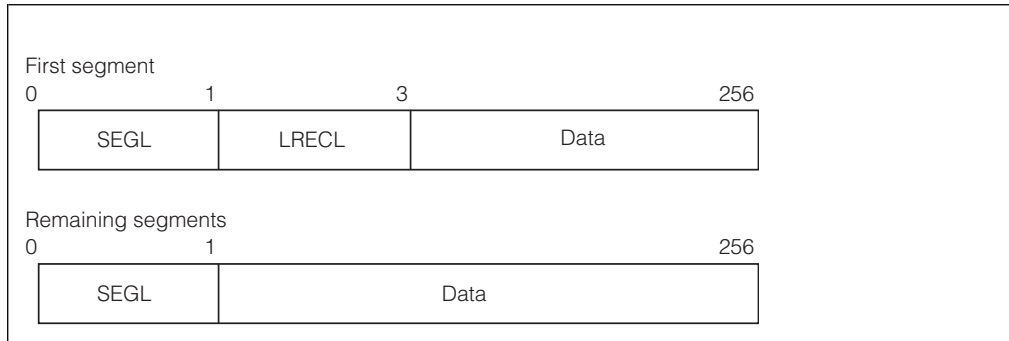 First segment
0 1 3 256
SEGL LRECL Data
Remaining segments
0 1 256
SEGL Data